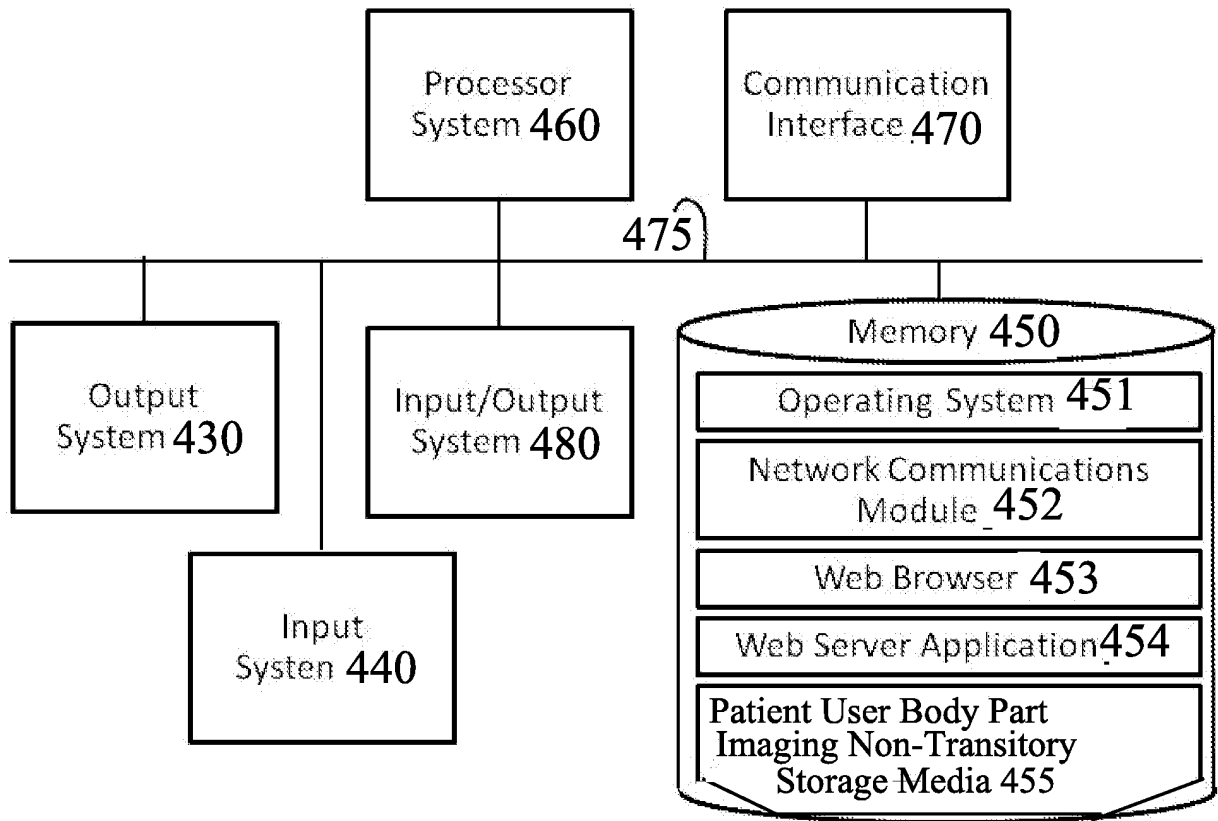 Processor
System 460
Communication
Interface 470
475
Output
System 430
Input/Output
System 480
Input
Systen 440
Memory 450
Operating System 451
Network Communications
Module 452
Web Browser 453
Web Server Application 454
Patient User Body Part
Imaging Non-Transitory
Storage Media 455